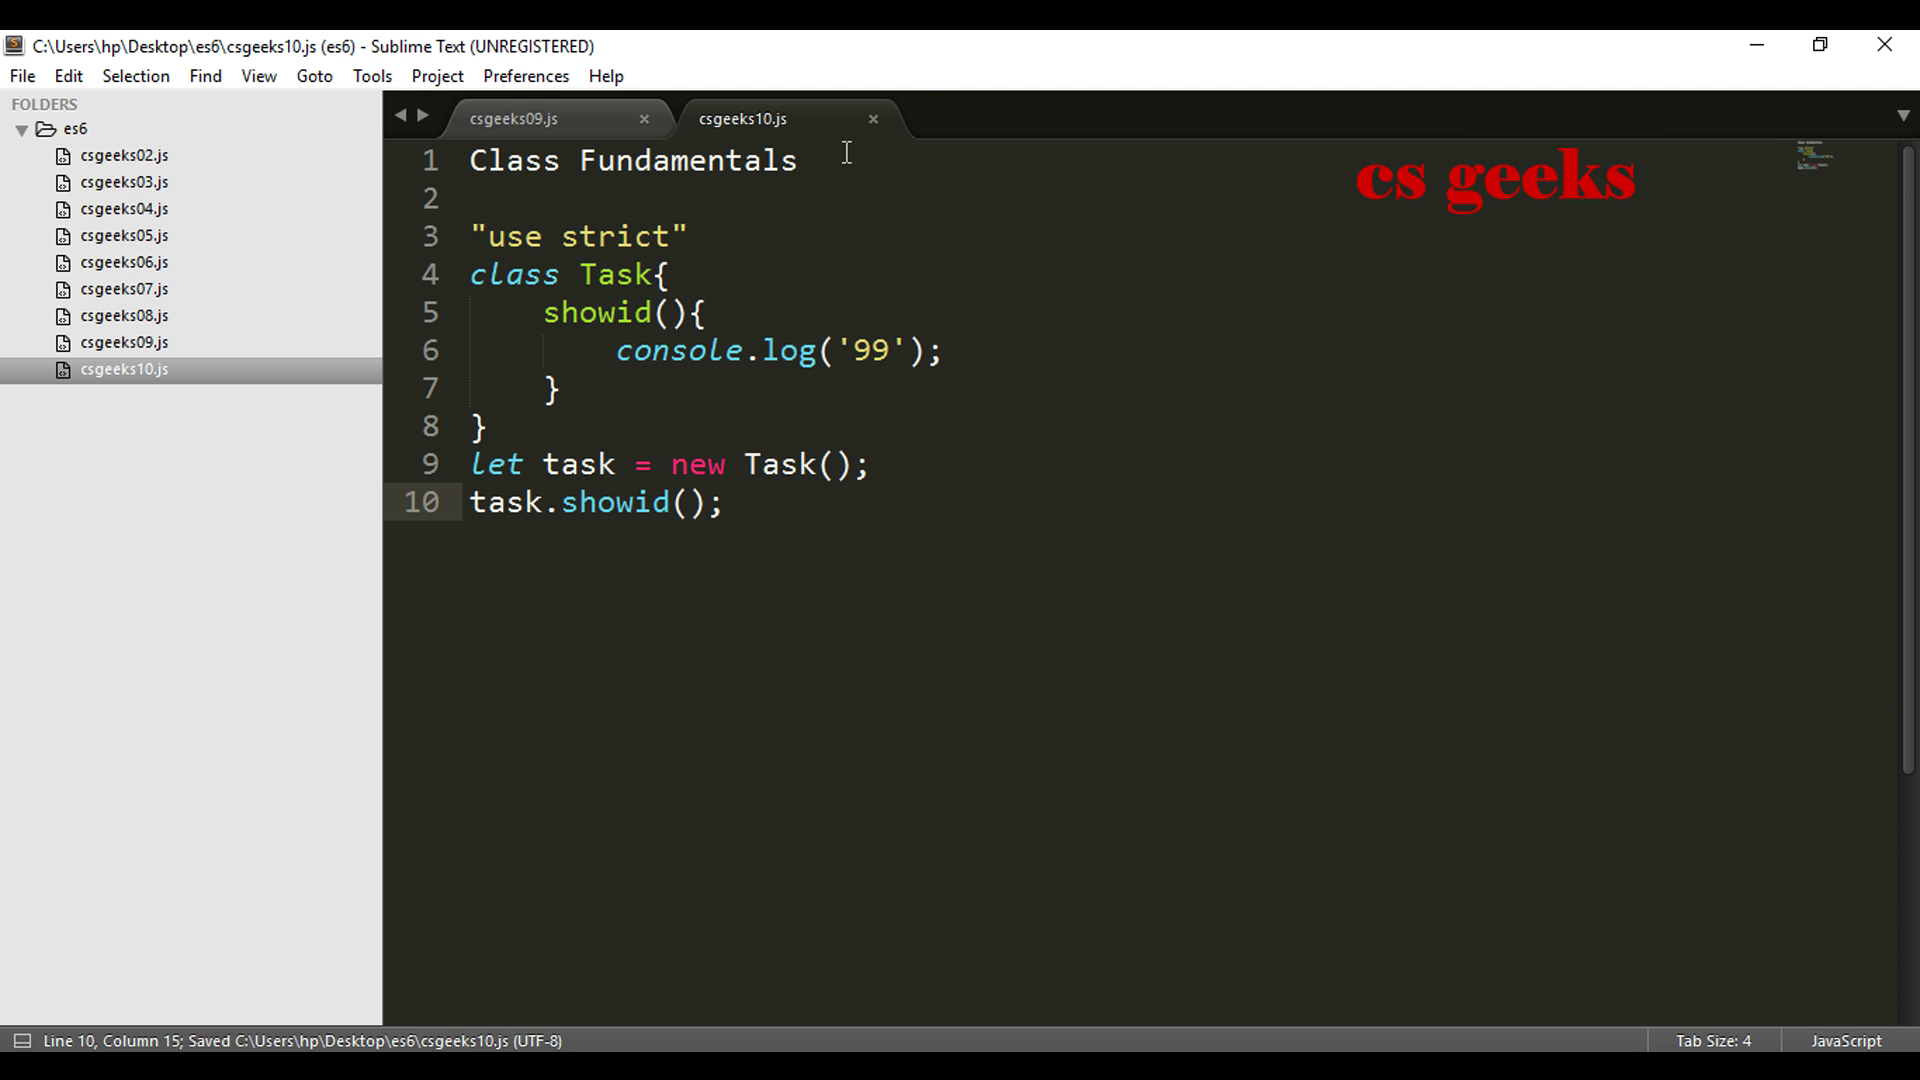 C:\Users\hp\Desktop\es6\csgeeks10.js (es6) - Sublime Text (UNREGISTERED)
File Edit Selection Find View Goto Tools Project Preferences Help
FOLDERS
es6
csgeeks02.js
csgeeks03.js
csgeeks04.js
csgeeks05.js
csgeeks06.js
csgeeks07.js
csgeeks08.js
csgeeks09.js
csgeeks10.js
csgeeks09.js × csgeeks10.js ×
1 Class Fundamentals
2
3 "use strict"
4 class Task{
5     showid(){
6         console.log('99');
7     }
8 }
9 let task = new Task();
10 task.showid();
cs geeks
Line 10, Column 15; Saved C:\Users\hp\Desktop\es6\csgeeks10.js (UTF-8)
Tab Size: 4
JavaScript